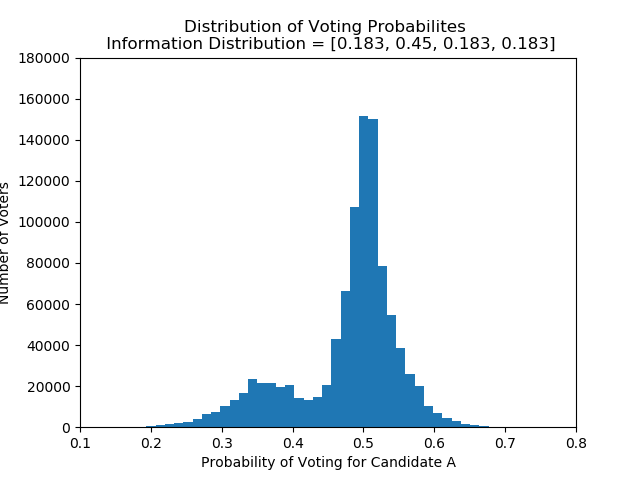 Distribution of Voting Probabilites
Information Distribution = [0.183, 0.45, 0.183, 0.183]
180000
160000
140000
120000
100000
80000
60000
40000
20000
0
Number of Voters
0.1 0.2 0.3 0.4 0.5 0.6 0.7 0.8
Probability of Voting for Candidate A